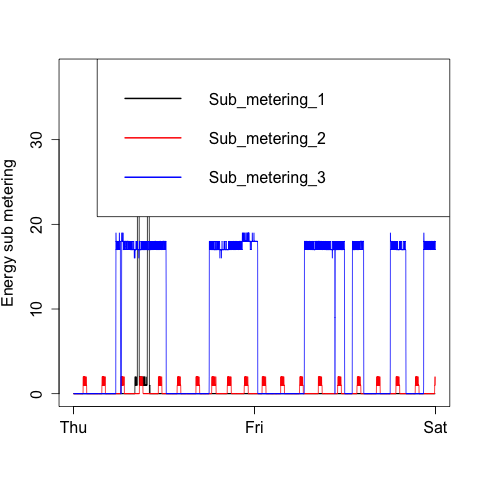 Sub_metering_1
Sub_metering_2
Sub_metering_3
Energy sub metering
30
20
10
0
Thu Fri Sat